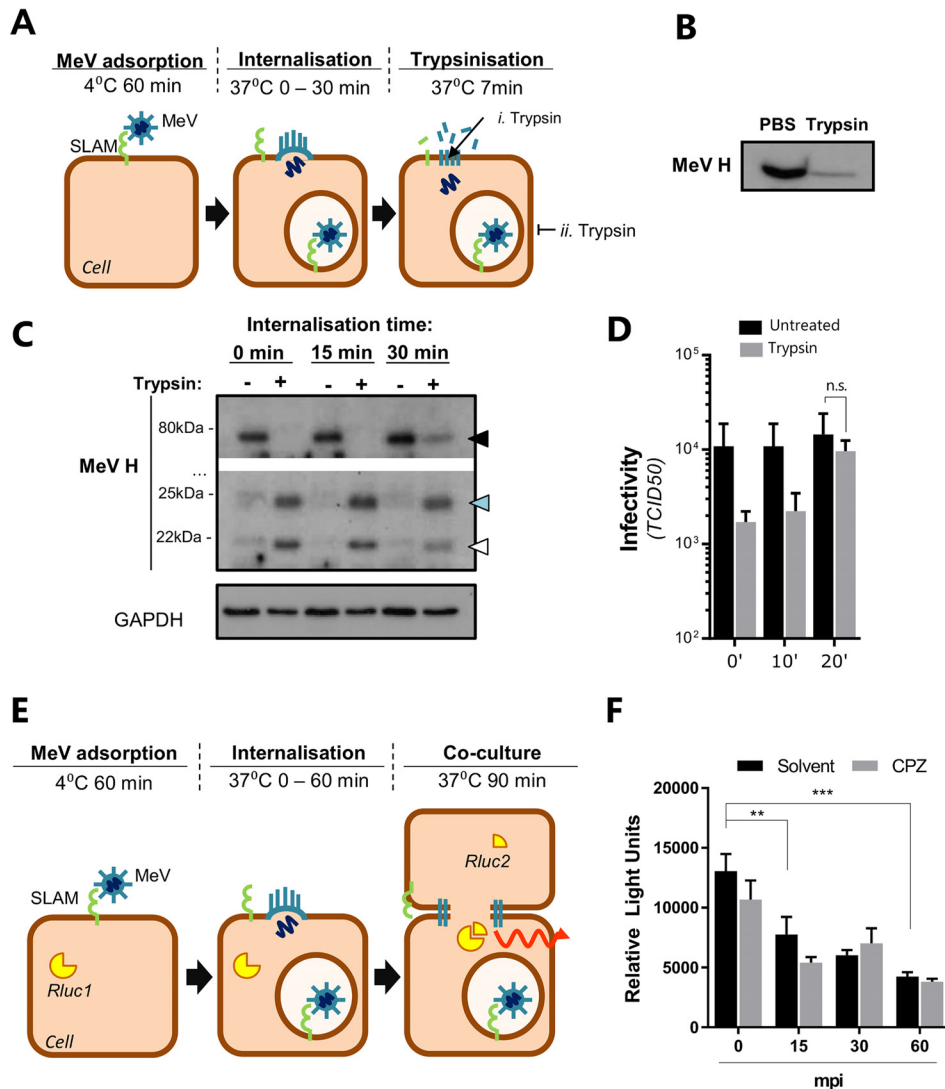 A
MeV adsorption
4⁰C 60 min
Internalisation
37⁰C 0 – 30 min
Trypsinisation
37⁰C 7min
SLAM
MeV
Cell
i. Trypsin
ii. Trypsin
B
PBS Trypsin
MeV H
C
Internalisation time:
0 min 15 min 30 min
Trypsin: - + - + - +
80kDa -
MeV H
...
25kDa -
22kDa -
GAPDH
D
Untreated
Trypsin
Infectivity
(TCID50)
10⁵
10⁴
10³
10²
n.s.
0' 10' 20'
E
MeV adsorption
4⁰C 60 min
Internalisation
37⁰C 0 – 60 min
Co-culture
37⁰C 90 min
SLAM
MeV
Rluc1
Cell
Rluc2
F
Solvent CPZ
Relative Light Units
20000
15000
10000
5000
0
**
***
0 15 30 60
mpi